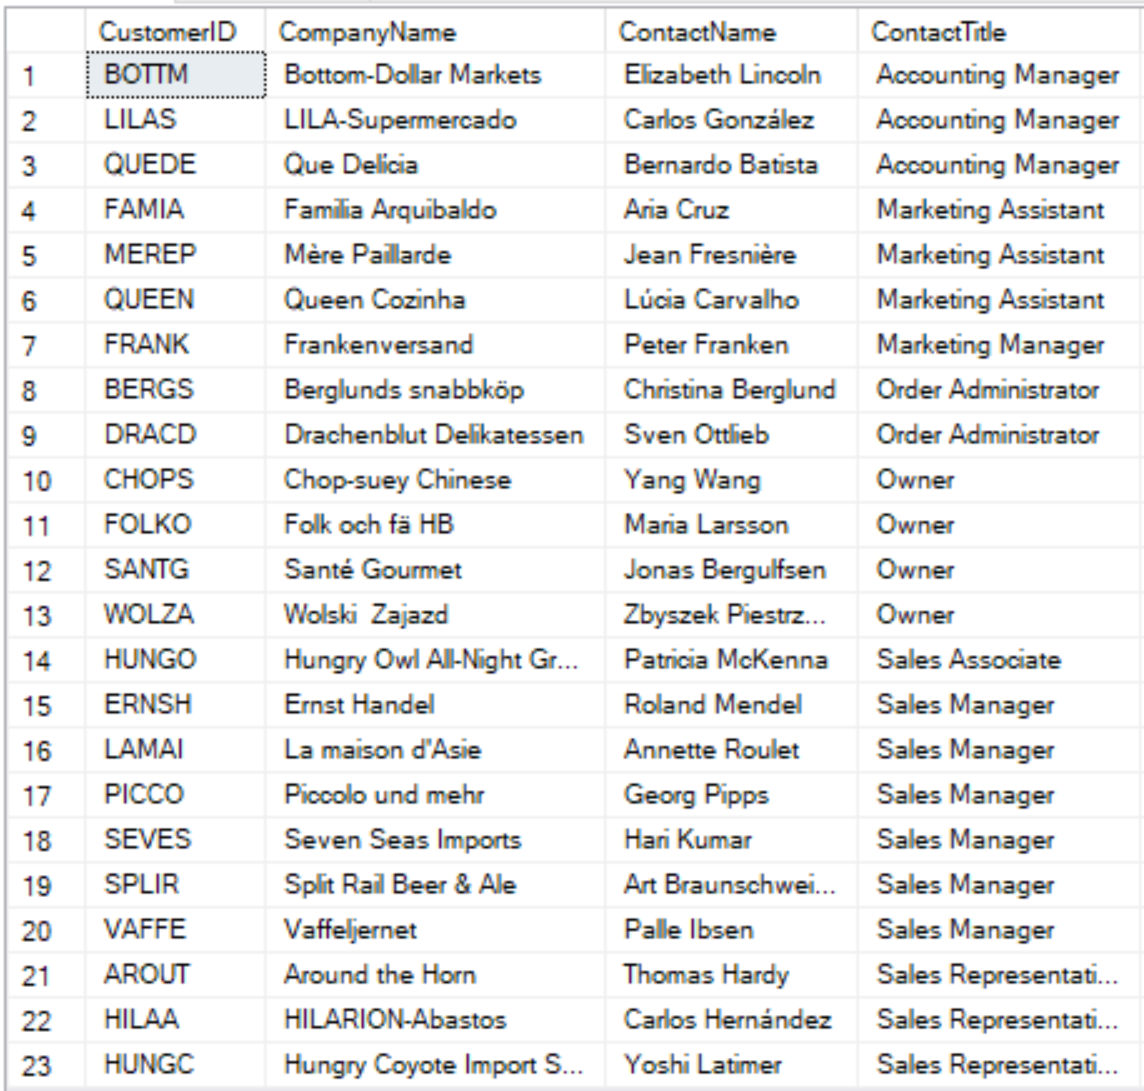 CustomerID CompanyName ContactName ContactTitle
1 BOTTM Bottom-Dollar Markets Elizabeth Lincoln Accounting Manager
2 LILAS LILA-Supermercado Carlos González Accounting Manager
3 QUEDE Que Delícia Bernardo Batista Accounting Manager
4 FAMIA Familia Arquibaldo Aria Cruz Marketing Assistant
5 MEREP Mère Paillarde Jean Fresnière Marketing Assistant
6 QUEEN Queen Cozinha Lúcia Carvalho Marketing Assistant
7 FRANK Frankenversand Peter Franken Marketing Manager
8 BERGS Berglunds snabbköp Christina Berglund Order Administrator
9 DRACD Drachenblut Delikatessen Sven Ottlieb Order Administrator
10 CHOPS Chop-suey Chinese Yang Wang Owner
11 FOLKO Folk och fä HB Maria Larsson Owner
12 SANTG Santé Gourmet Jonas Bergulfsen Owner
13 WOLZA Wolski  Zajazd Zbyszek Piestrz... Owner
14 HUNGO Hungry Owl All-Night Gr... Patricia McKenna Sales Associate
15 ERNSH Ernst Handel Roland Mendel Sales Manager
16 LAMAI La maison d'Asie Annette Roulet Sales Manager
17 PICCO Piccolo und mehr Georg Pipps Sales Manager
18 SEVES Seven Seas Imports Hari Kumar Sales Manager
19 SPLIR Split Rail Beer & Ale Art Braunschwei... Sales Manager
20 VAFFE Vaffeljernet Palle Ibsen Sales Manager
21 AROUT Around the Horn Thomas Hardy Sales Representati...
22 HILAA HILARION-Abastos Carlos Hernández Sales Representati...
23 HUNGC Hungry Coyote Import S... Yoshi Latimer Sales Representati...